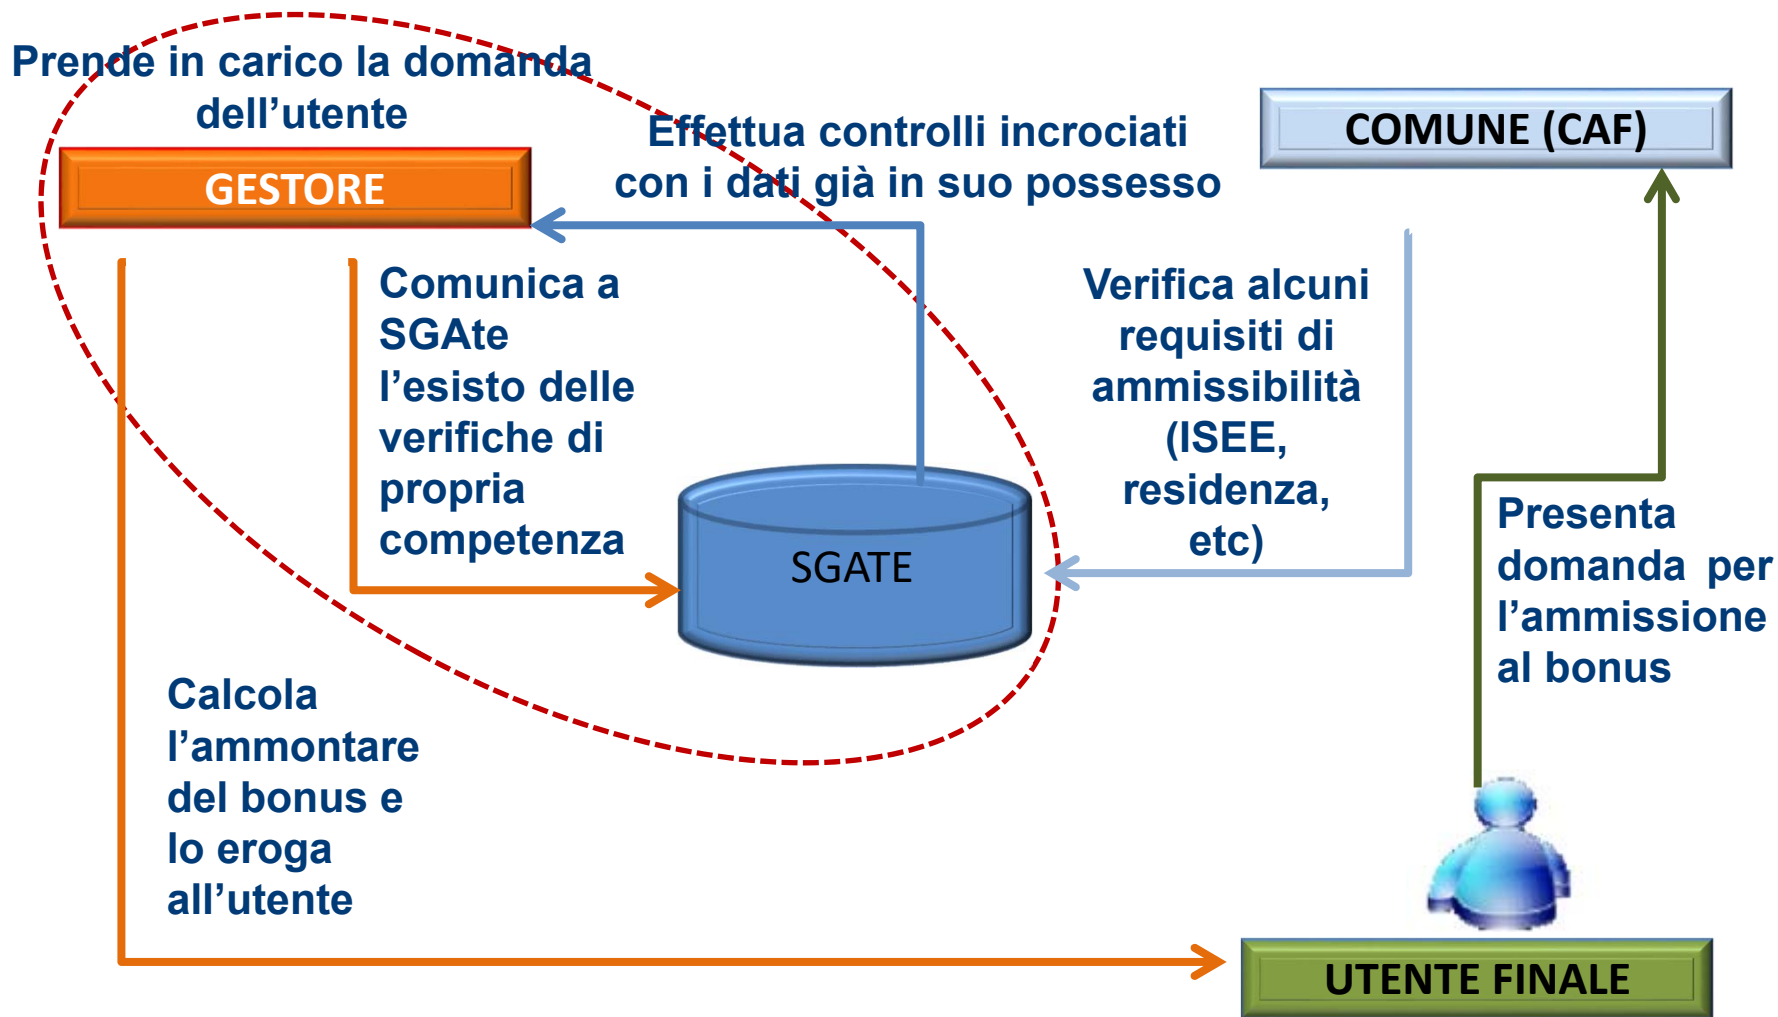 Prende in carico la domanda
dell’utente
GESTORE
Effettua controlli incrociati
con i dati già in suo possesso
COMUNE (CAF)
Comunica a
SGAte
l’esisto delle
verifiche di
propria
competenza
Verifica alcuni
requisiti di
ammissibilità
(ISEE,
residenza,
etc)
SGATE
Presenta
domanda per
l’ammissione
al bonus
Calcola
l’ammontare
del bonus e
lo eroga
all’utente
UTENTE FINALE